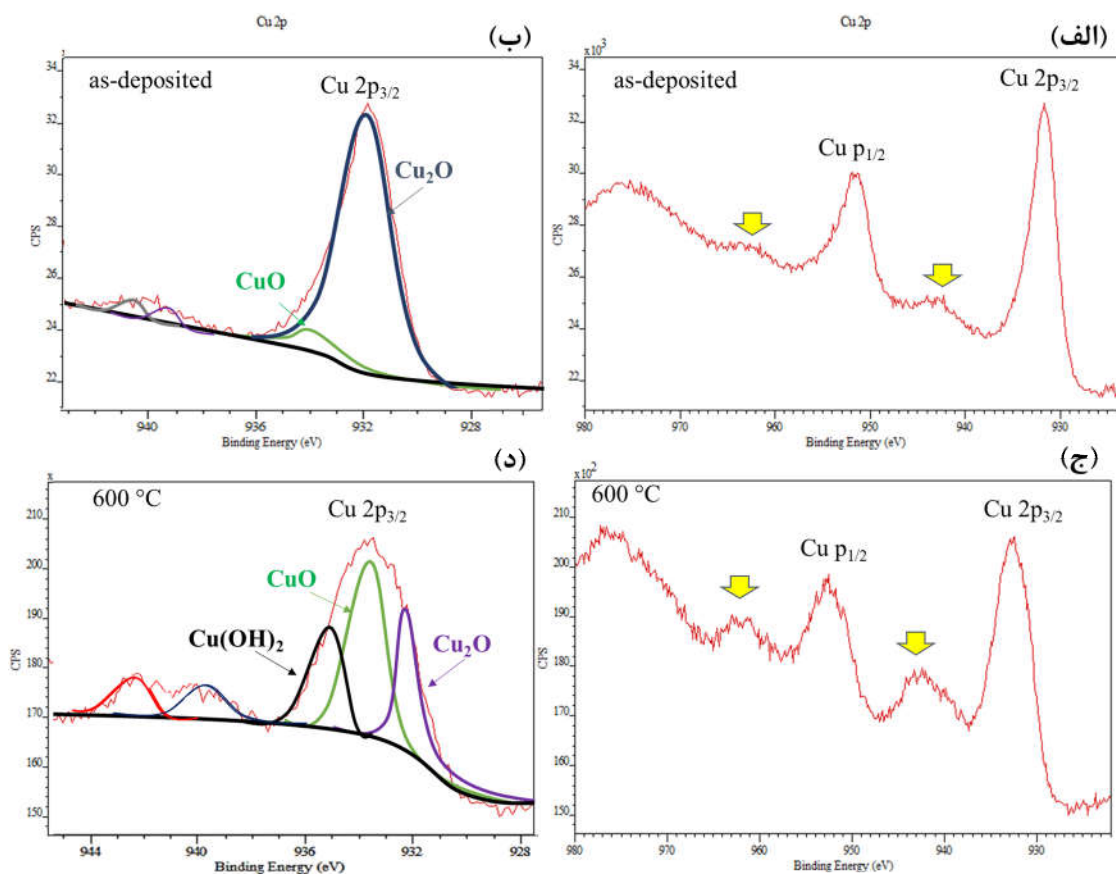 Cu 2p
(ب)
as-deposited
Cu 2p3/2
Cu2O
CuO
CPS
34
32
30
28
26
24
22
940
936
932
928
Binding Energy (eV)
Cu 2p
(الف)
x 10³
as-deposited
Cu 2p3/2
Cu p1/2
CPS
34
32
30
28
26
24
22
980
970
960
950
940
930
Binding Energy (eV)
(د)
x
600 °C
Cu 2p3/2
CuO
Cu(OH)2
Cu2O
CPS
210
200
190
180
170
160
150
944
940
936
932
928
Binding Energy (eV)
(ج)
x 10²
600 °C
Cu 2p3/2
Cu p1/2
CPS
210
200
190
180
170
160
150
980
970
960
950
940
930
Binding Energy (eV)